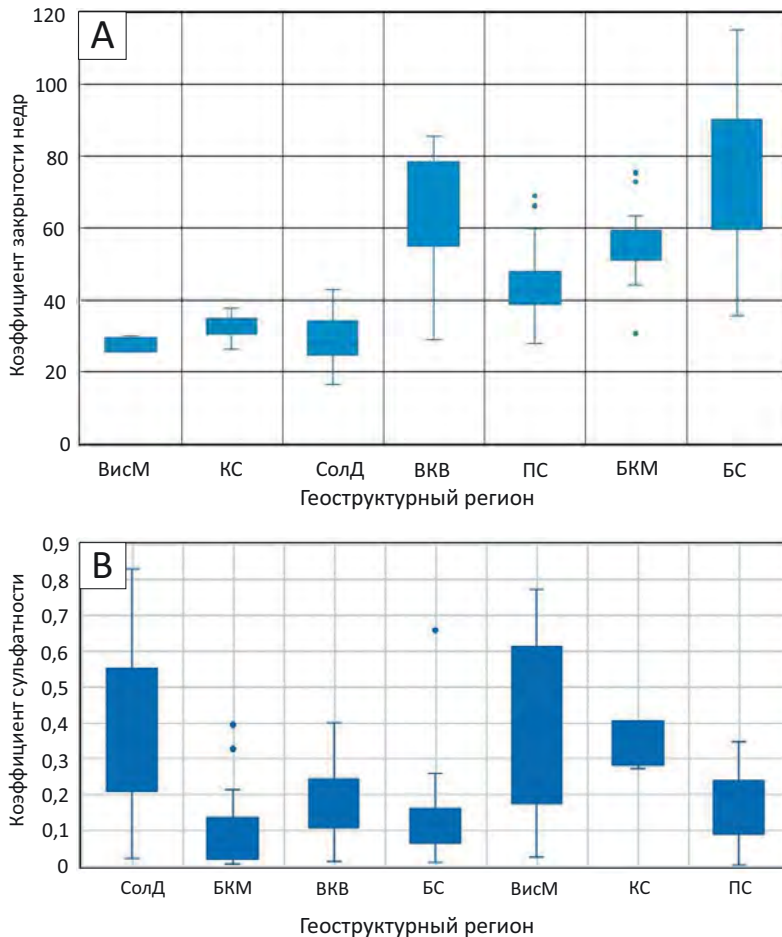 A
Коэффициент закрытости недр
120
100
80
60
40
20
0
ВисМ КС СолД ВКВ ПС БКМ БС
Геоструктурный регион
B
Коэффициент сульфатности
0,9
0,8
0,7
0,6
0,5
0,4
0,3
0,2
0,1
0
СолД БКМ ВКВ БС ВисМ КС ПС
Геоструктурный регион